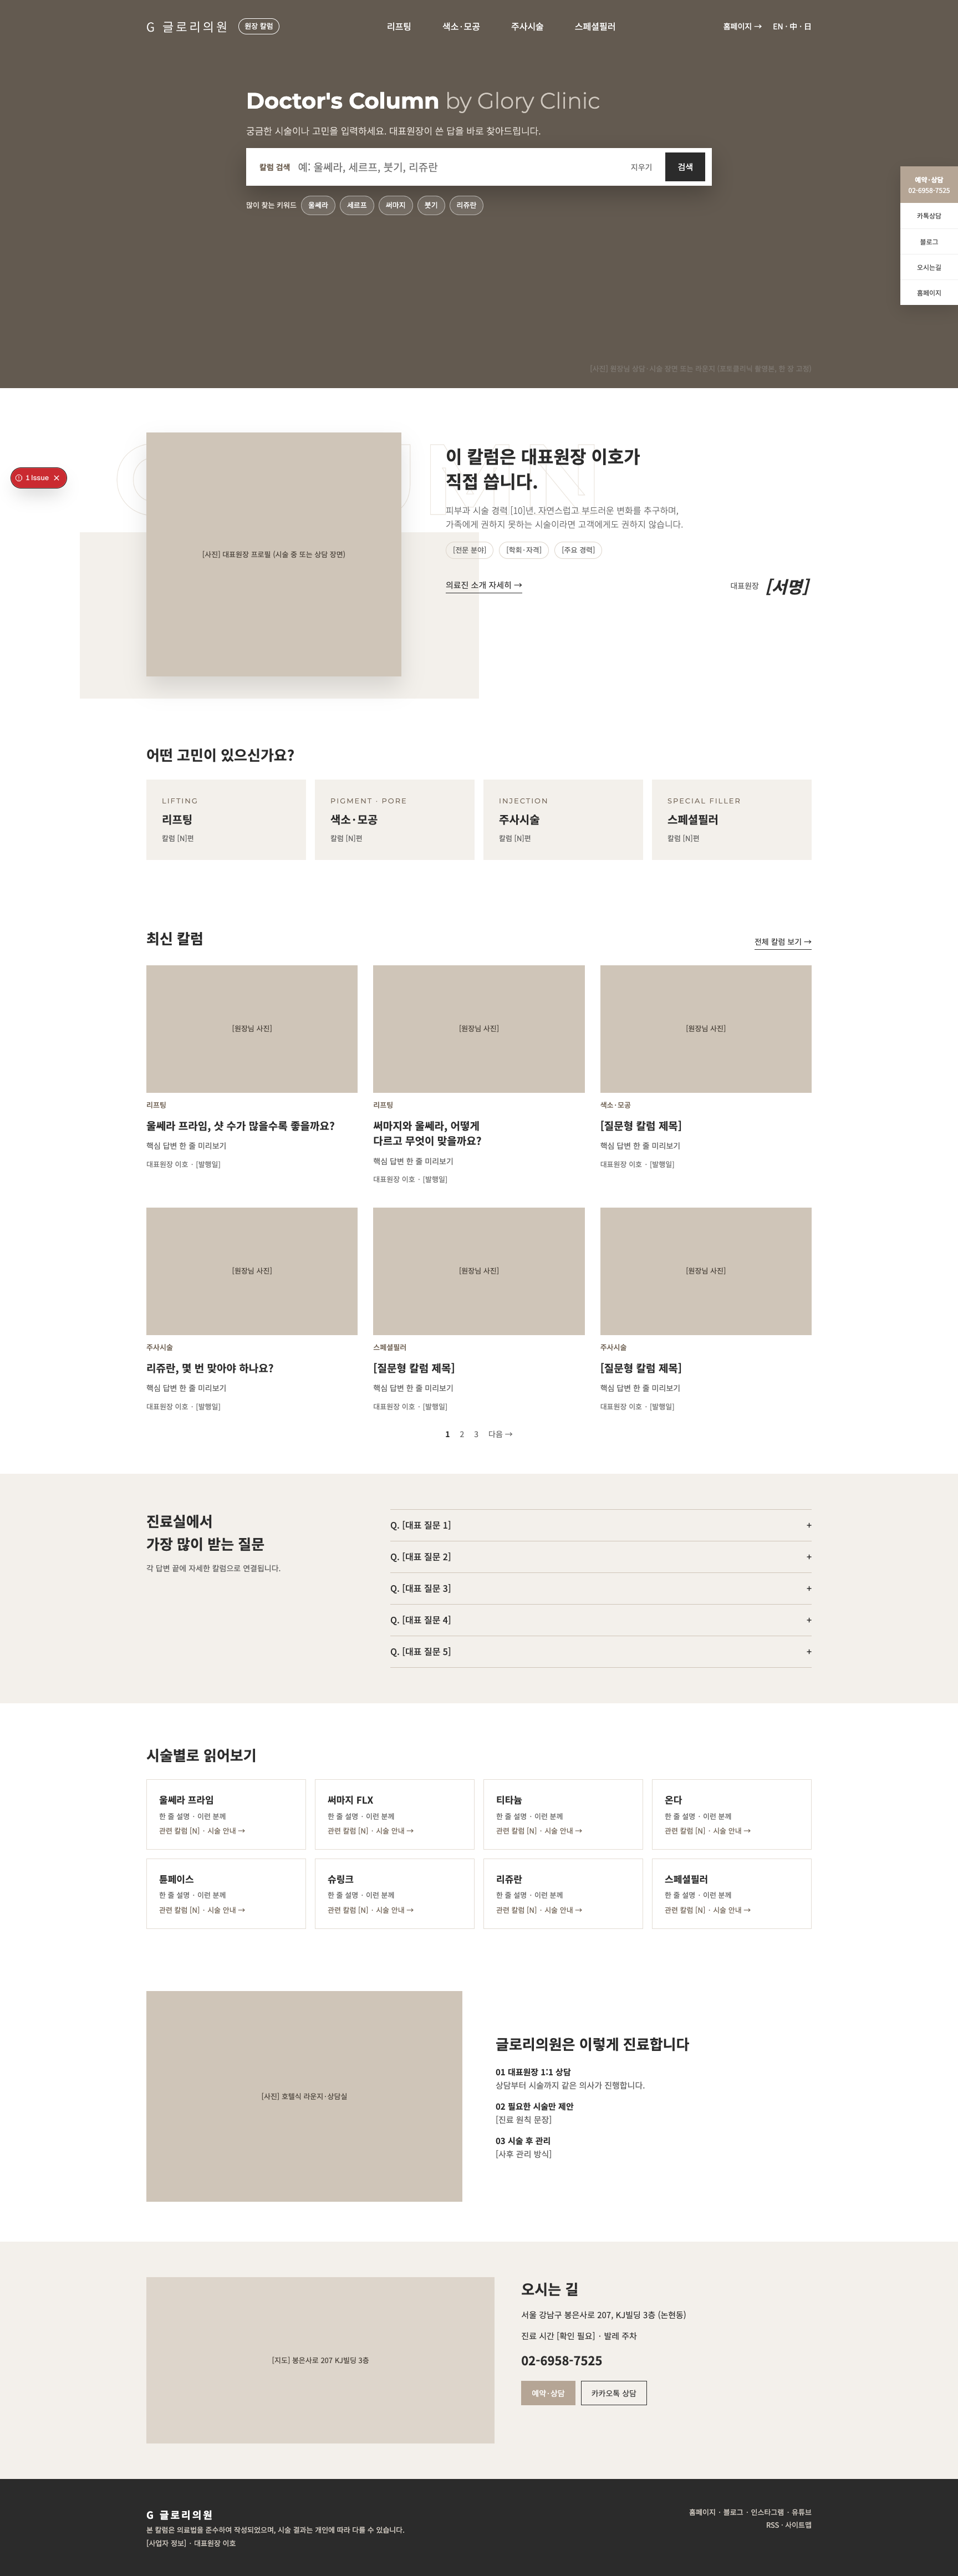 G 글로리의원 원장 칼럼 리프팅 색소·모공 주사시술 스페셜필러 홈페이지 → EN · 中 · 日
Doctor's Column by Glory Clinic
궁금한 시술이나 고민을 입력하세요. 대표원장이 쓴 답을 바로 찾아드립니다.
칼럼 검색 예: 울쎄라, 세르프, 붓기, 리쥬란 지우기 검색
많이 찾는 키워드 울쎄라 세르프 써마지 붓기 리쥬란
예약·상담
02-6958-7525
카톡상담
블로그
오시는길
홈페이지
1 Issue
[사진] 대표원장 프로필 (시술 중 또는 상담 장면)
이 칼럼은 대표원장 이호가
직접 씁니다.
피부과 시술 경력 [10]년. 자연스럽고 부드러운 변화를 추구하며,
가족에게 권하지 못하는 시술이라면 고객에게도 권하지 않습니다.
[전문 분야] [학회·자격] [주요 경력]
의료진 소개 자세히 → 대표원장 [서명]
어떤 고민이 있으신가요?
LIFTING
리프팅
칼럼 [N]편
PIGMENT · PORE
색소·모공
칼럼 [N]편
INJECTION
주사시술
칼럼 [N]편
SPECIAL FILLER
스페셜필러
칼럼 [N]편
최신 칼럼 전체 칼럼 보기 →
[원장님 사진]
리프팅
울쎄라 프라임, 샷 수가 많을수록 좋을까요?
핵심 답변 한 줄 미리보기
대표원장 이호 · [발행일]
[원장님 사진]
리프팅
써마지와 울쎄라, 어떻게
다르고 무엇이 맞을까요?
핵심 답변 한 줄 미리보기
대표원장 이호 · [발행일]
[원장님 사진]
색소·모공
[질문형 칼럼 제목]
핵심 답변 한 줄 미리보기
대표원장 이호 · [발행일]
[원장님 사진]
주사시술
리쥬란, 몇 번 맞아야 하나요?
핵심 답변 한 줄 미리보기
대표원장 이호 · [발행일]
[원장님 사진]
스페셜필러
[질문형 칼럼 제목]
핵심 답변 한 줄 미리보기
대표원장 이호 · [발행일]
[원장님 사진]
주사시술
[질문형 칼럼 제목]
핵심 답변 한 줄 미리보기
대표원장 이호 · [발행일]
1 2 3 다음 →
진료실에서
가장 많이 받는 질문
각 답변 끝에 자세한 칼럼으로 연결됩니다.
Q. [대표 질문 1] +
Q. [대표 질문 2] +
Q. [대표 질문 3] +
Q. [대표 질문 4] +
Q. [대표 질문 5] +
시술별로 읽어보기
울쎄라 프라임
한 줄 설명 · 이런 분께
관련 칼럼 [N] · 시술 안내 →
써마지 FLX
한 줄 설명 · 이런 분께
관련 칼럼 [N] · 시술 안내 →
티타늄
한 줄 설명 · 이런 분께
관련 칼럼 [N] · 시술 안내 →
온다
한 줄 설명 · 이런 분께
관련 칼럼 [N] · 시술 안내 →
튠페이스
한 줄 설명 · 이런 분께
관련 칼럼 [N] · 시술 안내 →
슈링크
한 줄 설명 · 이런 분께
관련 칼럼 [N] · 시술 안내 →
리쥬란
한 줄 설명 · 이런 분께
관련 칼럼 [N] · 시술 안내 →
스페셜필러
한 줄 설명 · 이런 분께
관련 칼럼 [N] · 시술 안내 →
[사진] 호텔식 라운지·상담실
글로리의원은 이렇게 진료합니다
01 대표원장 1:1 상담
상담부터 시술까지 같은 의사가 진행합니다.
02 필요한 시술만 제안
[진료 원칙 문장]
03 시술 후 관리
[사후 관리 방식]
[지도] 봉은사로 207 KJ빌딩 3층
오시는 길
서울 강남구 봉은사로 207, KJ빌딩 3층 (논현동)
진료 시간 [확인 필요] · 발레 주차
02-6958-7525
예약·상담 카카오톡 상담
G 글로리의원
본 칼럼은 의료법을 준수하여 작성되었으며, 시술 결과는 개인에 따라 다를 수 있습니다.
[사업자 정보] · 대표원장 이호
홈페이지 · 블로그 · 인스타그램 · 유튜브
RSS · 사이트맵